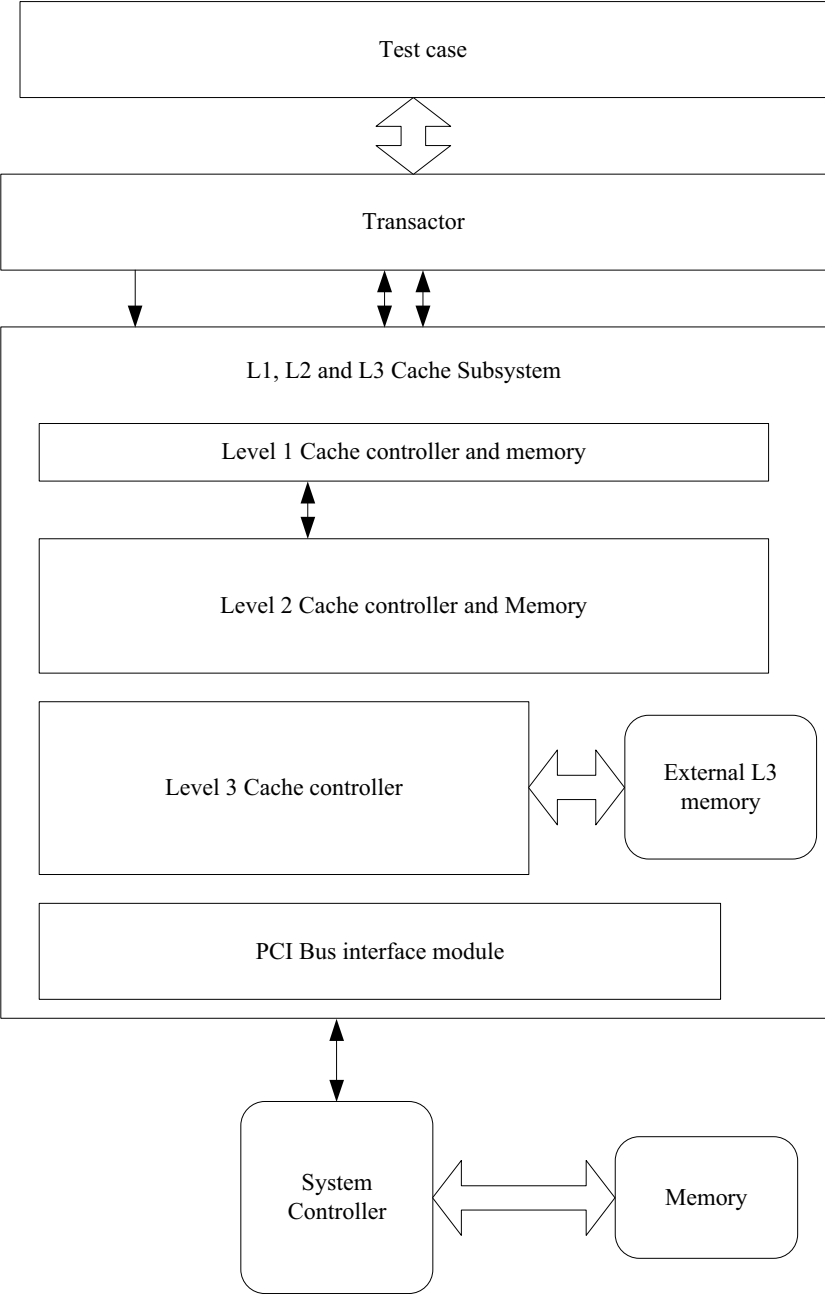 Test case
Transactor
L1, L2 and L3 Cache Subsystem
Level 1 Cache controller and memory
Level 2 Cache controller and Memory
Level 3 Cache controller
External L3
memory
PCI Bus interface module
System
Controller
Memory